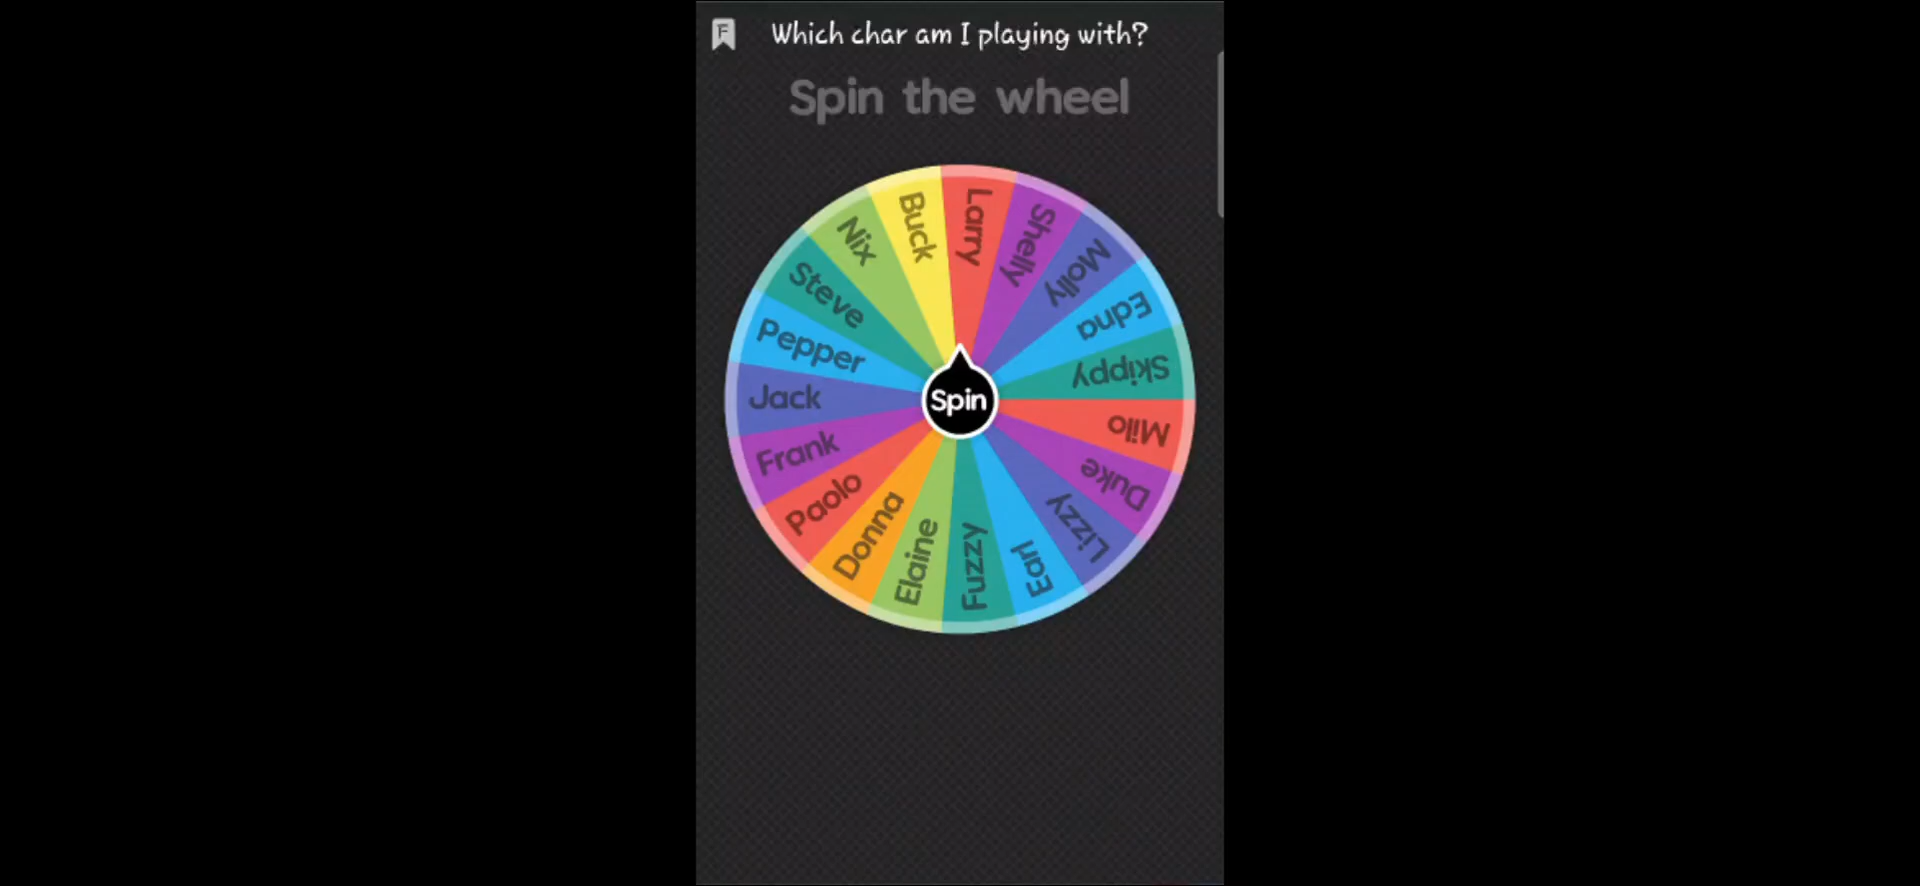 F
Which char am I playing with?
Spin the wheel
Larry
Shelly
Molly
Edna
Skippy
Milo
Duke
Lizzy
Earl
Fuzzy
Elaine
Donna
Paolo
Frank
Jack
Pepper
Steve
Nix
Buck
Spin